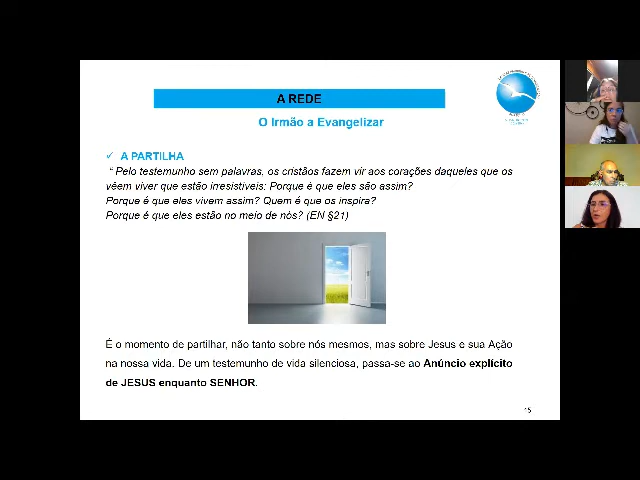 A REDE
O Irmão a Evangelizar
✓ A PARTILHA
“ Pelo testemunho sem palavras, os cristãos fazem vir aos corações daqueles que os
vêem viver que estão irresistíveis: Porque é que eles são assim?
Porque é que eles vivem assim? Quem é que os inspira?
Porque é que eles estão no meio de nós? (EN §21)
É o momento de partilhar, não tanto sobre nós mesmos, mas sobre Jesus e sua Ação
na nossa vida. De um testemunho de vida silenciosa, passa-se ao Anúncio explícito
de JESUS enquanto SENHOR.
15